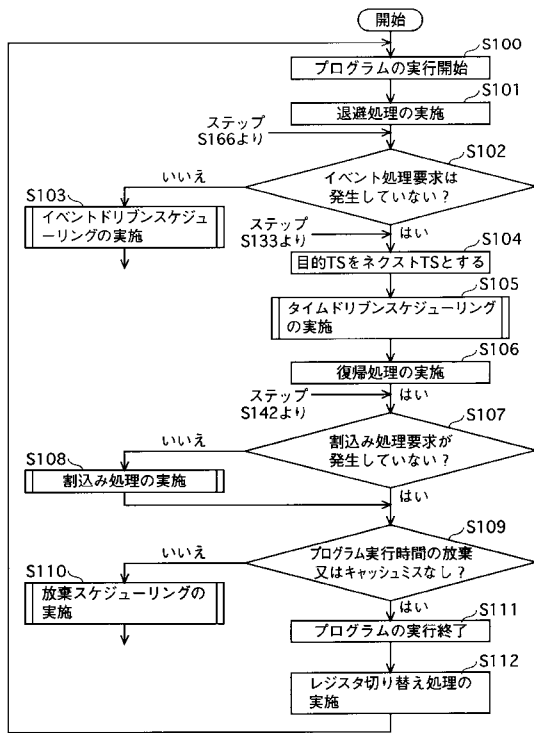 開始
S100
プログラムの実行開始
S101
退避処理の実施
ステップ
S166より
S102
イベント処理要求は
発生していない？
いいえ
S103
イベントドリブンスケジュ
ーリングの実施
はい
ステップ
S133より
S104
目的TSをネクストTSとする
S105
タイムドリブンスケジューリング
の実施
S106
復帰処理の実施
ステップ
S142より
はい
S107
割込み処理要求が
発生していない？
いいえ
S108
割込み処理の実施
はい
S109
プログラム実行時間の放棄
又はキャッシュミスなし？
いいえ
S110
放棄スケジューリングの
実施
はい
S111
プログラムの実行終了
S112
レジスタ切り替え処理の
実施